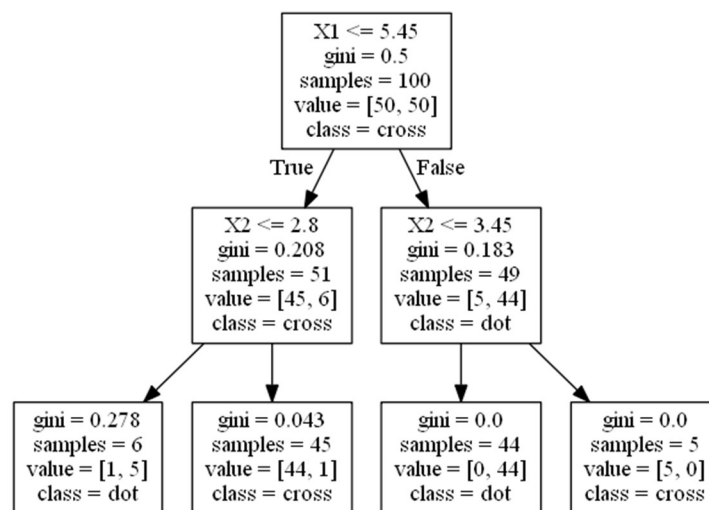 X1 <= 5.45
gini = 0.5
samples = 100
value = [50, 50]
class = cross
True
False
X2 <= 2.8
gini = 0.208
samples = 51
value = [45, 6]
class = cross
X2 <= 3.45
gini = 0.183
samples = 49
value = [5, 44]
class = dot
gini = 0.278
samples = 6
value = [1, 5]
class = dot
gini = 0.043
samples = 45
value = [44, 1]
class = cross
gini = 0.0
samples = 44
value = [0, 44]
class = dot
gini = 0.0
samples = 5
value = [5, 0]
class = cross